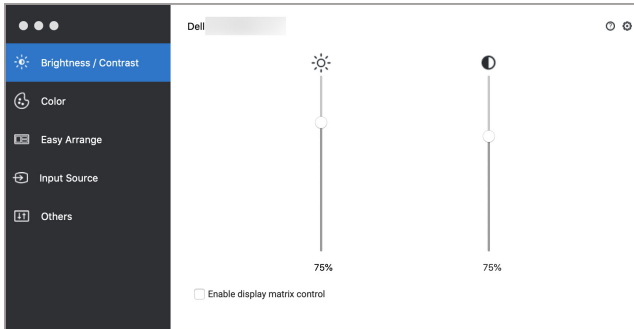 Dell
Brightness / Contrast
Color
Easy Arrange
Input Source
Others
75%
75%
Enable display matrix control